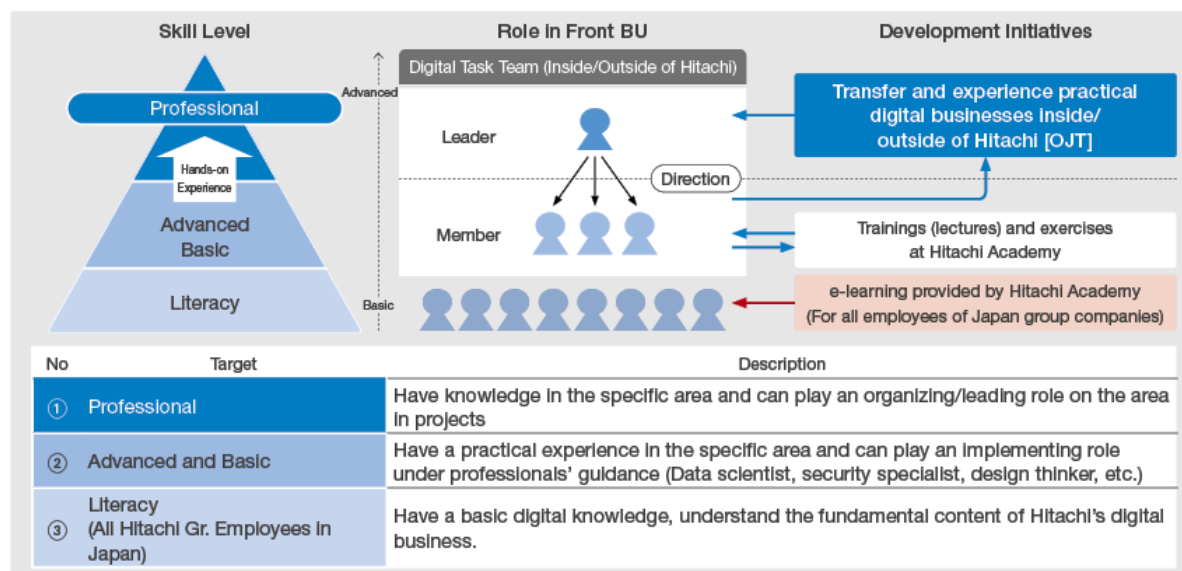 Skill Level
Role in Front BU
Development Initiatives
Digital Task Team (Inside/Outside of Hitachi)
Advanced
Professional
Leader
Transfer and experience practical
digital businesses inside/
outside of Hitachi [OJT]
Hands-on
Experience
Direction
Advanced
Basic
Member
Trainings (lectures) and exercises
at Hitachi Academy
Literacy
Basic
e-learning provided by Hitachi Academy
(For all employees of Japan group companies)
No
Target
Description
① Professional
Have knowledge in the specific area and can play an organizing/leading role on the area
in projects
② Advanced and Basic
Have a practical experience in the specific area and can play an implementing role
under professionals’ guidance (Data scientist, security specialist, design thinker, etc.)
③ Literacy
(All Hitachi Gr. Employees in
Japan)
Have a basic digital knowledge, understand the fundamental content of Hitachi’s digital
business.